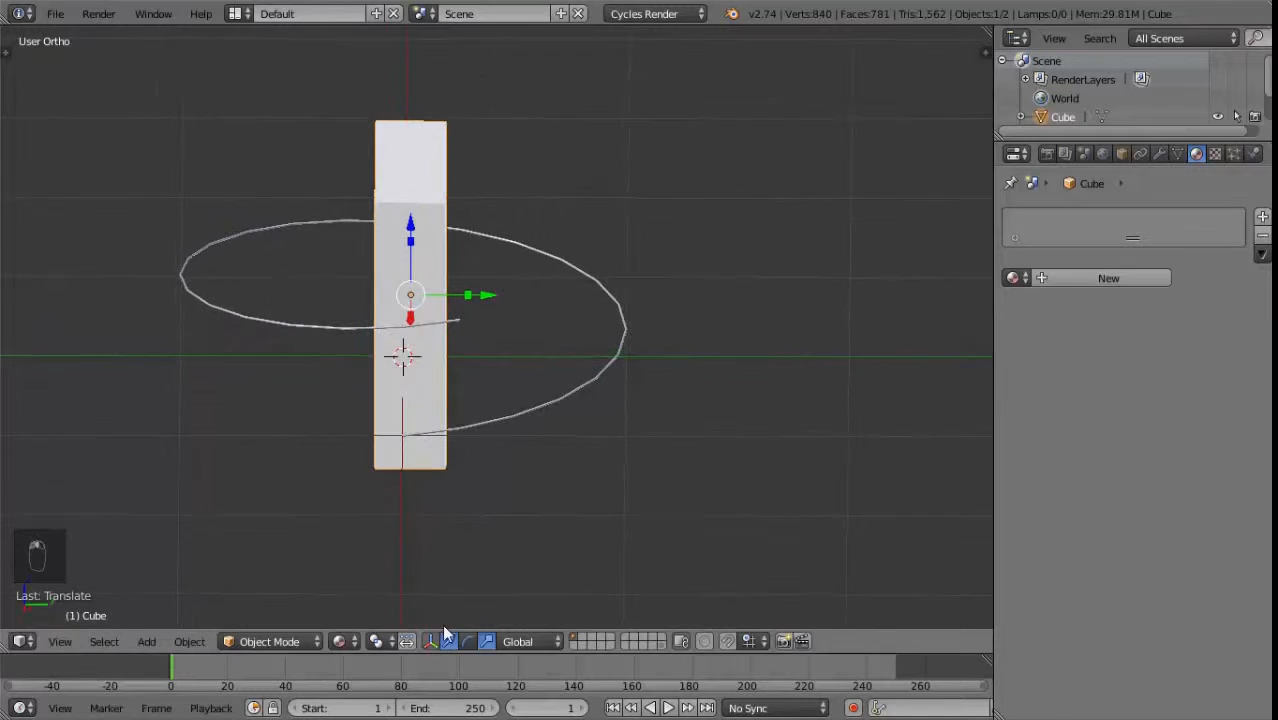 File Render Window Help Default Scene Cycles Render v2.74 | Verts:840 | Faces:781 | Tris:1,562 | Objects:1/2 | Lamps:0/0 | Mem:29.81M | Cube
User Ortho
View Search All Scenes
Scene
RenderLayers
World
Cube
Cube
New
Last: Translate
(1) Cube
View Select Add Object Object Mode Global
-40 -20 0 20 40 60 80 100 120 140 160 180 200 220 240 260
View Marker Frame Playback Start: 1 End: 250 1 No Sync